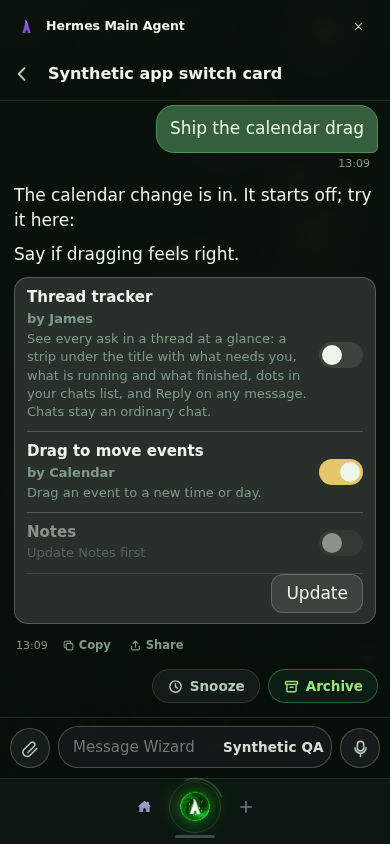 Hermes Main Agent
Synthetic app switch card
Ship the calendar drag
13:09
The calendar change is in. It starts off; try
it here:
Say if dragging feels right.
Thread tracker
by James
See every ask in a thread at a glance: a
strip under the title with what needs you,
what is running and what finished, dots in
your chats list, and Reply on any message.
Chats stay an ordinary chat.
Drag to move events
by Calendar
Drag an event to a new time or day.
Notes
Update Notes first
Update
13:09 Copy Share
Snooze Archive
Message Wizard Synthetic QA